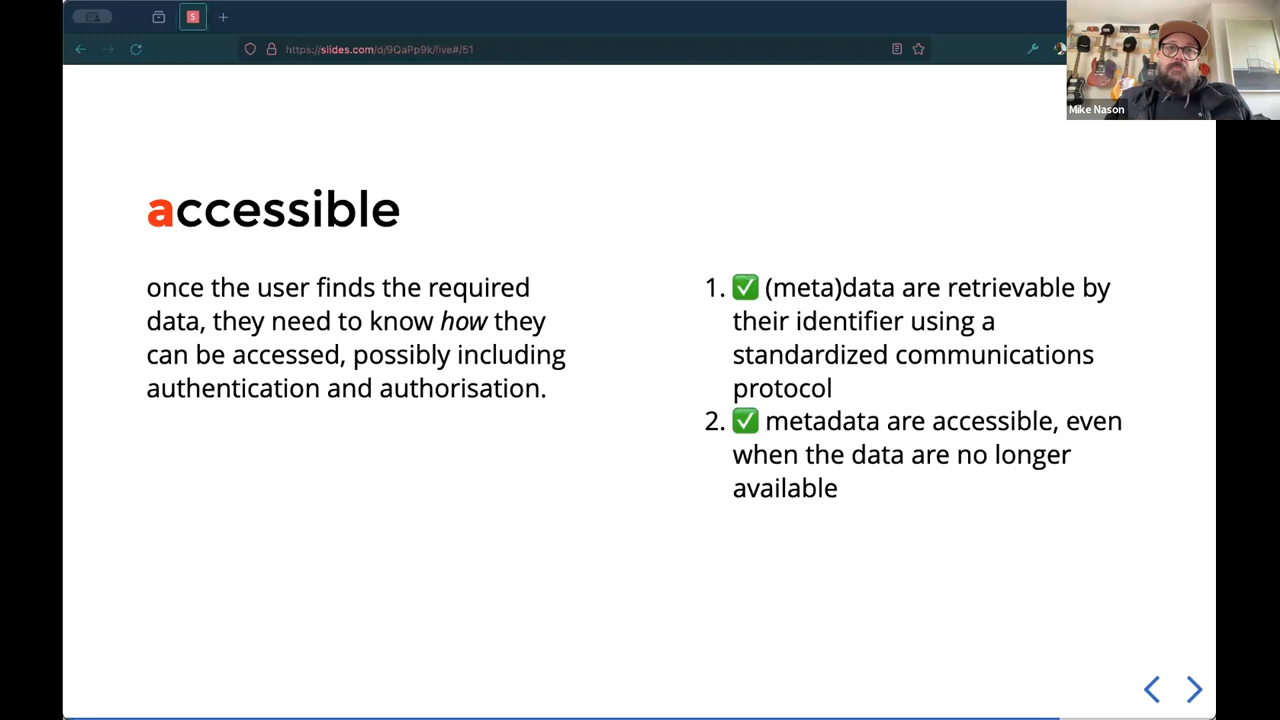 S
https://slides.com/d/9QaPp9k/live#/51
Mike Nason
accessible
once the user finds the required
data, they need to know how they
can be accessed, possibly including
authentication and authorisation.
1. ✅ (meta)data are retrievable by
their identifier using a
standardized communications
protocol
2. ✅ metadata are accessible, even
when the data are no longer
available